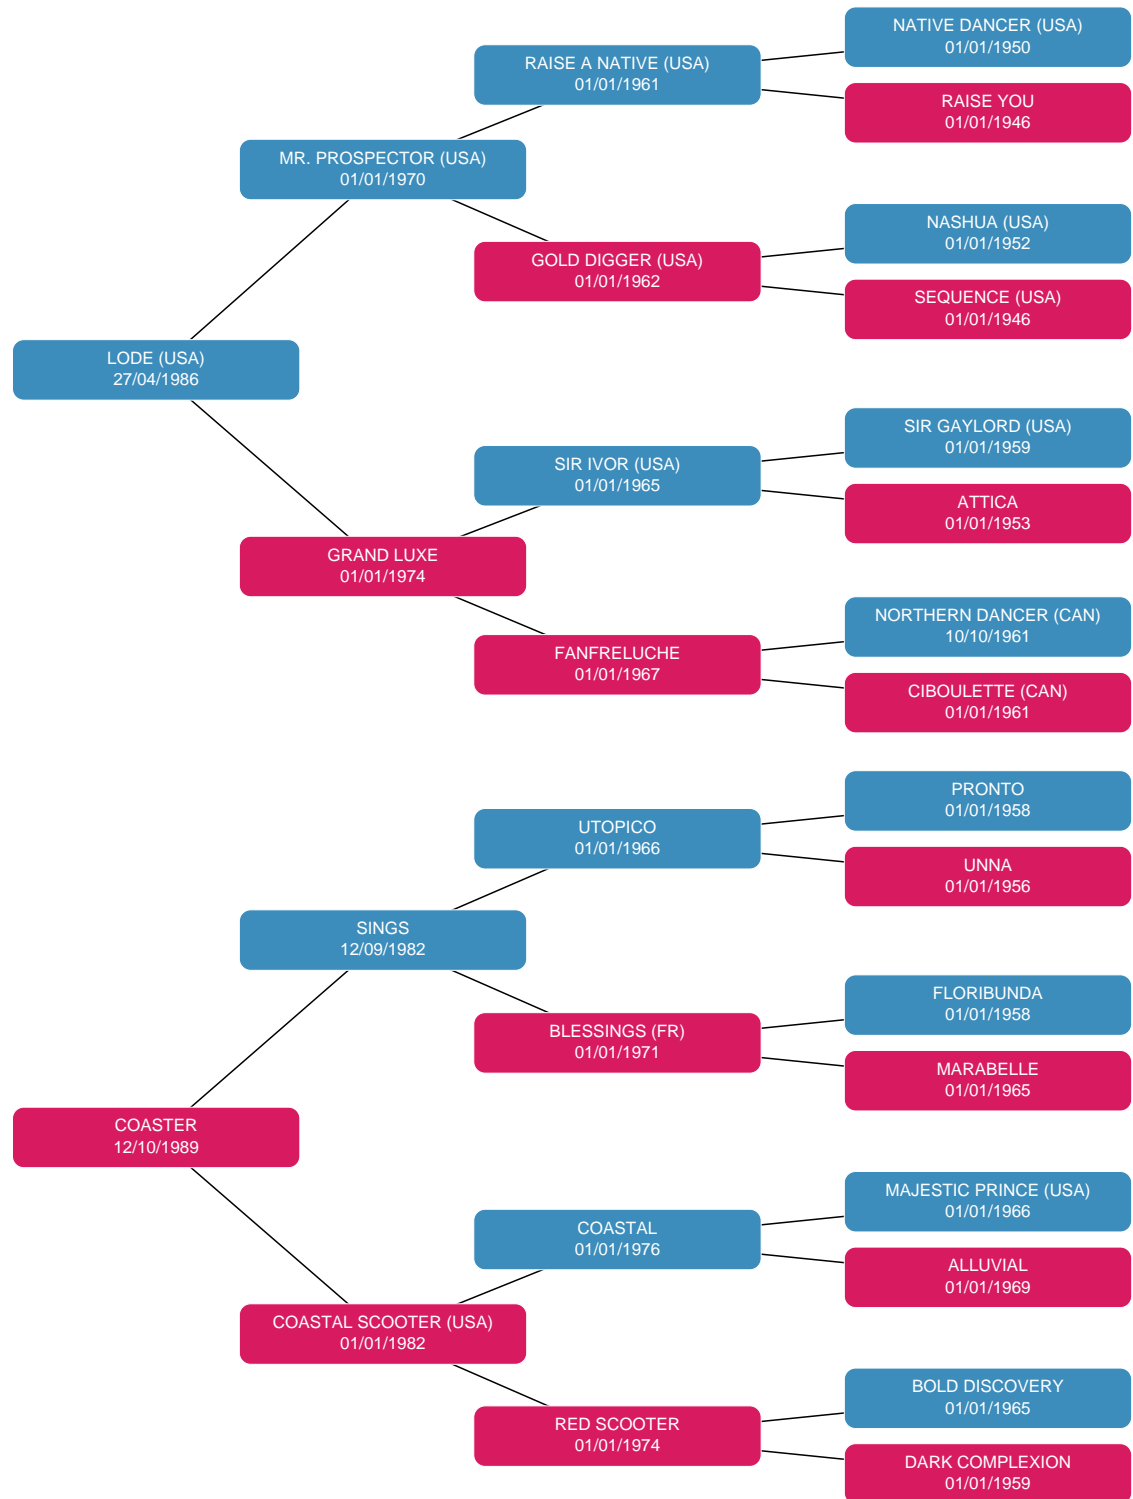 NATIVE DANCER (USA)
01/01/1950
RAISE A NATIVE (USA)
01/01/1961
RAISE YOU
01/01/1946
MR. PROSPECTOR (USA)
01/01/1970
NASHUA (USA)
01/01/1952
GOLD DIGGER (USA)
01/01/1962
SEQUENCE (USA)
01/01/1946
LODE (USA)
27/04/1986
SIR GAYLORD (USA)
01/01/1959
SIR IVOR (USA)
01/01/1965
ATTICA
01/01/1953
GRAND LUXE
01/01/1974
NORTHERN DANCER (CAN)
10/10/1961
FANFRELUCHE
01/01/1967
CIBOULETTE (CAN)
01/01/1961
PRONTO
01/01/1958
UTOPICO
01/01/1966
UNNA
01/01/1956
SINGS
12/09/1982
FLORIBUNDA
01/01/1958
BLESSINGS (FR)
01/01/1971
MARABELLE
01/01/1965
COASTER
12/10/1989
MAJESTIC PRINCE (USA)
01/01/1966
COASTAL
01/01/1976
ALLUVIAL
01/01/1969
COASTAL SCOOTER (USA)
01/01/1982
BOLD DISCOVERY
01/01/1965
RED SCOOTER
01/01/1974
DARK COMPLEXION
01/01/1959